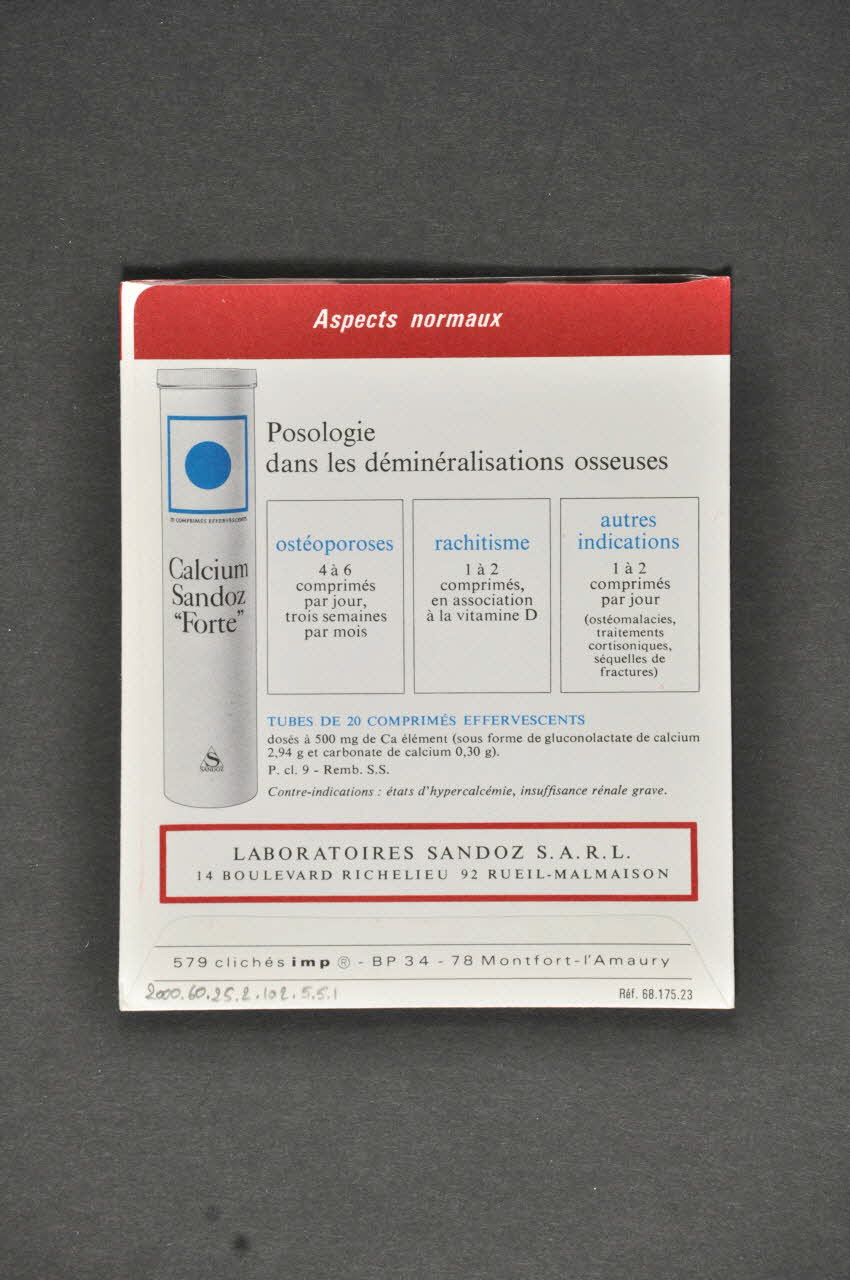 Aspects normaux
20 COMPRIMÉS EFFERVESCENTS
Calcium
Sandoz
"Forte"
S
SANDOZ
Posologie
dans les déminéralisations osseuses
ostéoporoses
4 à 6
comprimés
par jour,
trois semaines
par mois
rachitisme
1 à 2
comprimés,
en association
à la vitamine D
autres
indications
1 à 2
comprimés
par jour
(ostéomalacies,
traitements
cortisoniques,
séquelles de
fractures)
TUBES DE 20 COMPRIMÉS EFFERVESCENTS
dosés à 500 mg de Ca élément (sous forme de gluconolactate de calcium
2,94 g et carbonate de calcium 0,30 g).
P. cl. 9 - Remb. S.S.
Contre-indications : états d'hypercalcémie, insuffisance rénale grave.
LABORATOIRES SANDOZ S.A.R.L.
14 BOULEVARD RICHELIEU 92 RUEIL-MALMAISON
579 clichés imp ® - BP 34 - 78 Montfort-l'Amaury
2000.60.25.2.102.5.5.1
Réf. 68.175.23